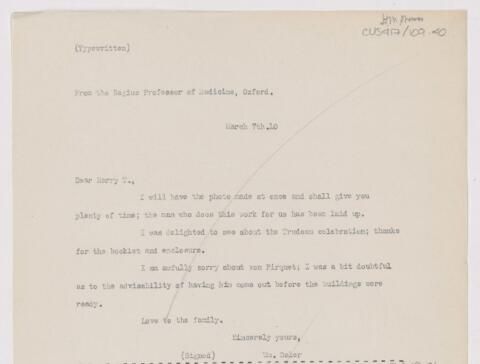 CUS417/109.40
(Typewritten)
From the Regius Professor of Medicine, Oxford.
March 7th.10
Dear Harry T.,
I will have the photo made at once and shall give you
plenty of time; the man who does this work for us has been laid up.
I was delighted to see about the Trudeau celebration; thanks
for the booklet and enclosure.
I am awfully sorry about von Pirquet; I was a bit doubtful
as to the advisability of having him come out before the buildings were
ready.
Love to the family.
Sincerely yours,
(Signed) Wm. Osler